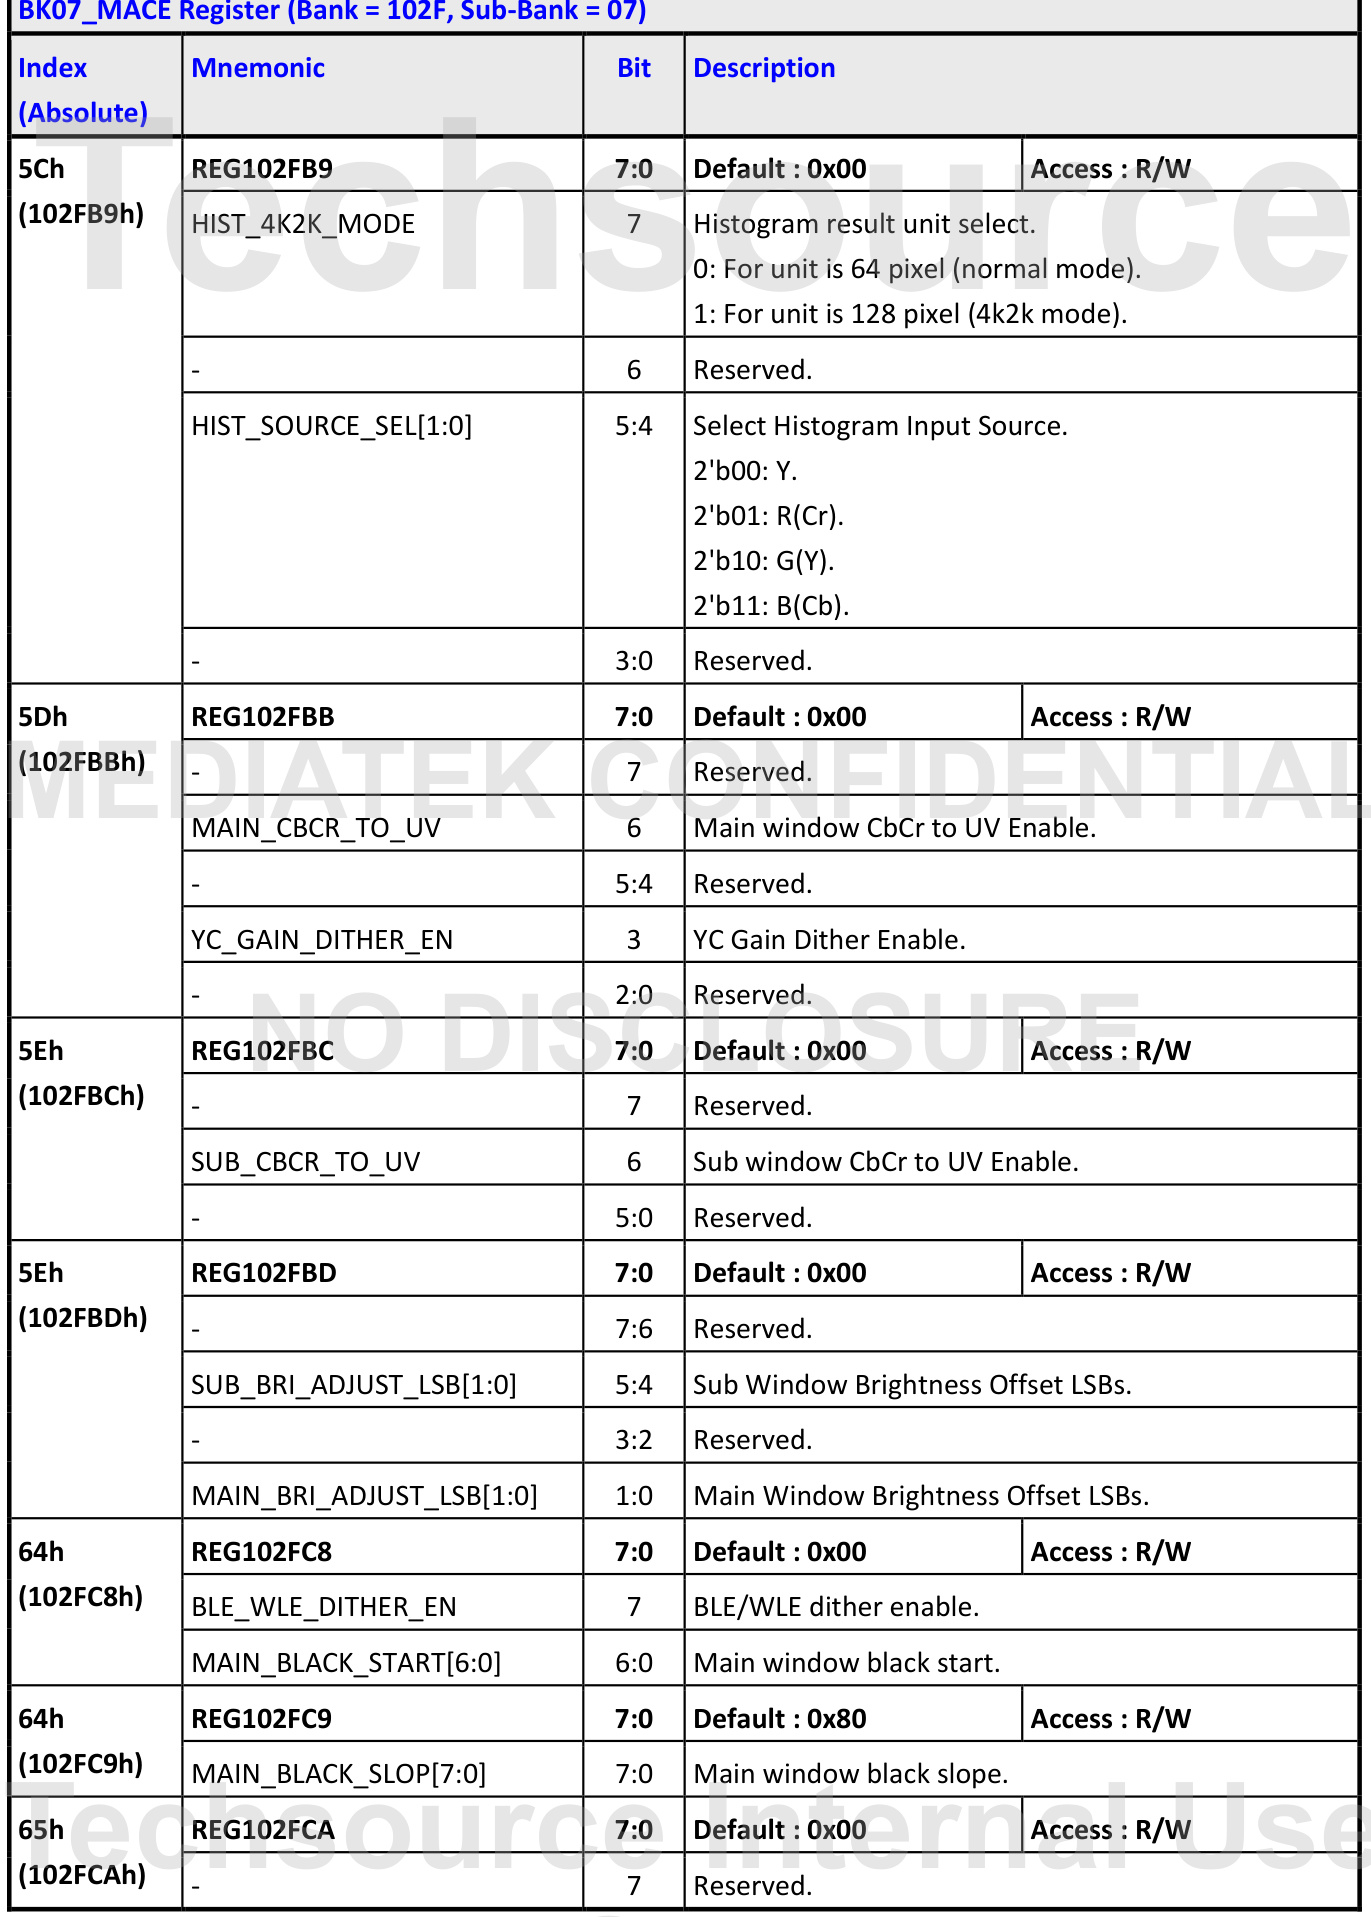 BK07_MACE Register (Bank = 102F, Sub-Bank = 07)
Index (Absolute) Mnemonic Bit Description
5Ch (102FB9h) REG102FB9 7:0 Default : 0x00 Access : R/W
HIST_4K2K_MODE 7 Histogram result unit select.
0: For unit is 64 pixel (normal mode).
1: For unit is 128 pixel (4k2k mode).
- 6 Reserved.
HIST_SOURCE_SEL[1:0] 5:4 Select Histogram Input Source.
2'b00: Y.
2'b01: R(Cr).
2'b10: G(Y).
2'b11: B(Cb).
- 3:0 Reserved.
5Dh (102FBBh) REG102FBB 7:0 Default : 0x00 Access : R/W
- 7 Reserved.
MAIN_CBCR_TO_UV 6 Main window CbCr to UV Enable.
- 5:4 Reserved.
YC_GAIN_DITHER_EN 3 YC Gain Dither Enable.
- 2:0 Reserved.
5Eh (102FBCh) REG102FBC 7:0 Default : 0x00 Access : R/W
- 7 Reserved.
SUB_CBCR_TO_UV 6 Sub window CbCr to UV Enable.
- 5:0 Reserved.
5Eh (102FBDh) REG102FBD 7:0 Default : 0x00 Access : R/W
- 7:6 Reserved.
SUB_BRI_ADJUST_LSB[1:0] 5:4 Sub Window Brightness Offset LSBs.
- 3:2 Reserved.
MAIN_BRI_ADJUST_LSB[1:0] 1:0 Main Window Brightness Offset LSBs.
64h (102FC8h) REG102FC8 7:0 Default : 0x00 Access : R/W
BLE_WLE_DITHER_EN 7 BLE/WLE dither enable.
MAIN_BLACK_START[6:0] 6:0 Main window black start.
64h (102FC9h) REG102FC9 7:0 Default : 0x80 Access : R/W
MAIN_BLACK_SLOP[7:0] 7:0 Main window black slope.
65h (102FCAh) REG102FCA 7:0 Default : 0x00 Access : R/W
- 7 Reserved.
Techsource
MEDIATEK CONFIDENTIAL
NO DISCLOSURE
Techsource Internal Use